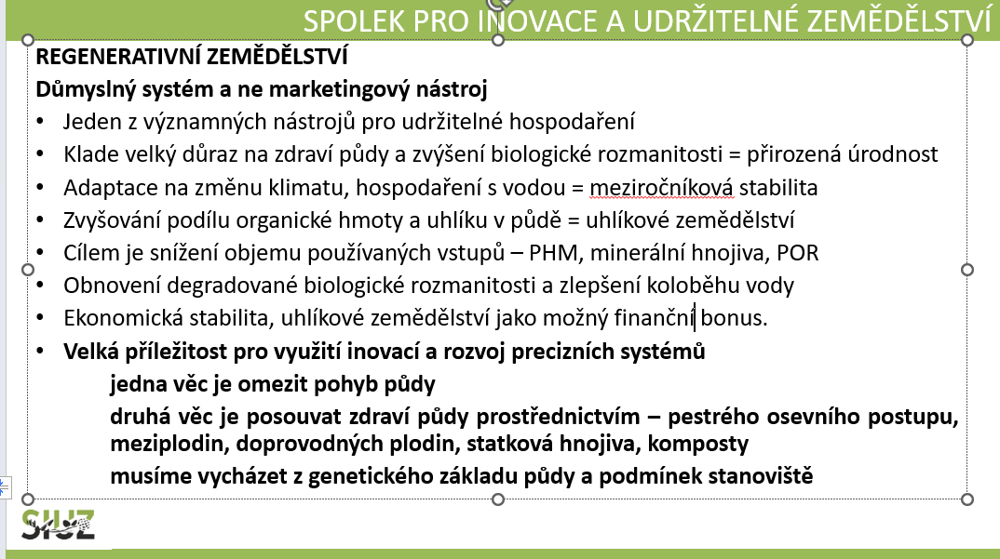 SPOLEK PRO INOVACE A UDRŽITELNÉ ZEMĚDĚLSTVÍ
REGENERATIVNÍ ZEMĚDĚLSTVÍ
Důmyslný systém a ne marketingový nástroj
• Jeden z významných nástrojů pro udržitelné hospodaření
• Klade velký důraz na zdraví půdy a zvýšení biologické rozmanitosti = přirozená úrodnost
• Adaptace na změnu klimatu, hospodaření s vodou = meziročníková stabilita
• Zvyšování podílu organické hmoty a uhlíku v půdě = uhlíkové zemědělství
• Cílem je snížení objemu používaných vstupů – PHM, minerální hnojiva, POR
• Obnovení degradované biologické rozmanitosti a zlepšení koloběhu vody
• Ekonomická stabilita, uhlíkové zemědělství jako možný finanční bonus.
• Velká příležitost pro využití inovací a rozvoj precizních systémů
jedna věc je omezit pohyb půdy
druhá věc je posouvat zdraví půdy prostřednictvím – pestrého osevního postupu,
meziplodin, doprovodných plodin, statková hnojiva, komposty
musíme vycházet z genetického základu půdy a podmínek stanoviště
SIUZ